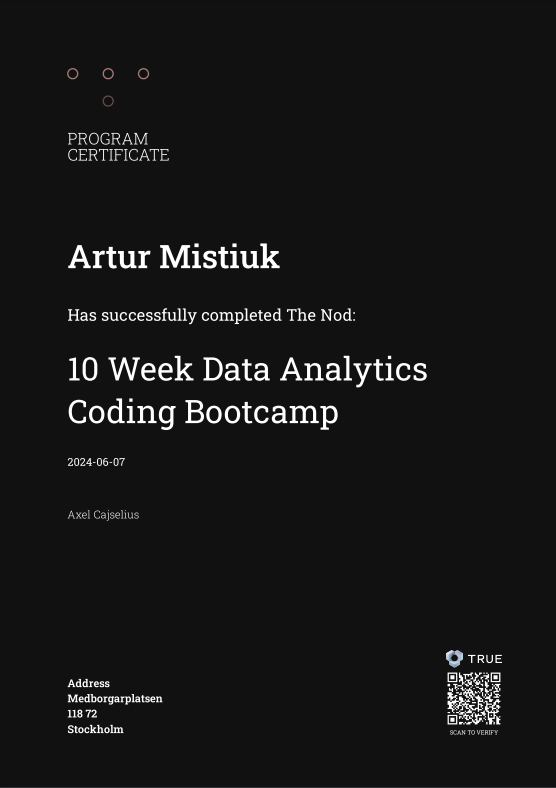 PROGRAM
CERTIFICATE
Artur Mistiuk
Has successfully completed The Nod:
10 Week Data Analytics
Coding Bootcamp
2024-06-07
Axel Cajselius
Address
Medborgarplatsen
118 72
Stockholm
TRUE
SCAN TO VERIFY